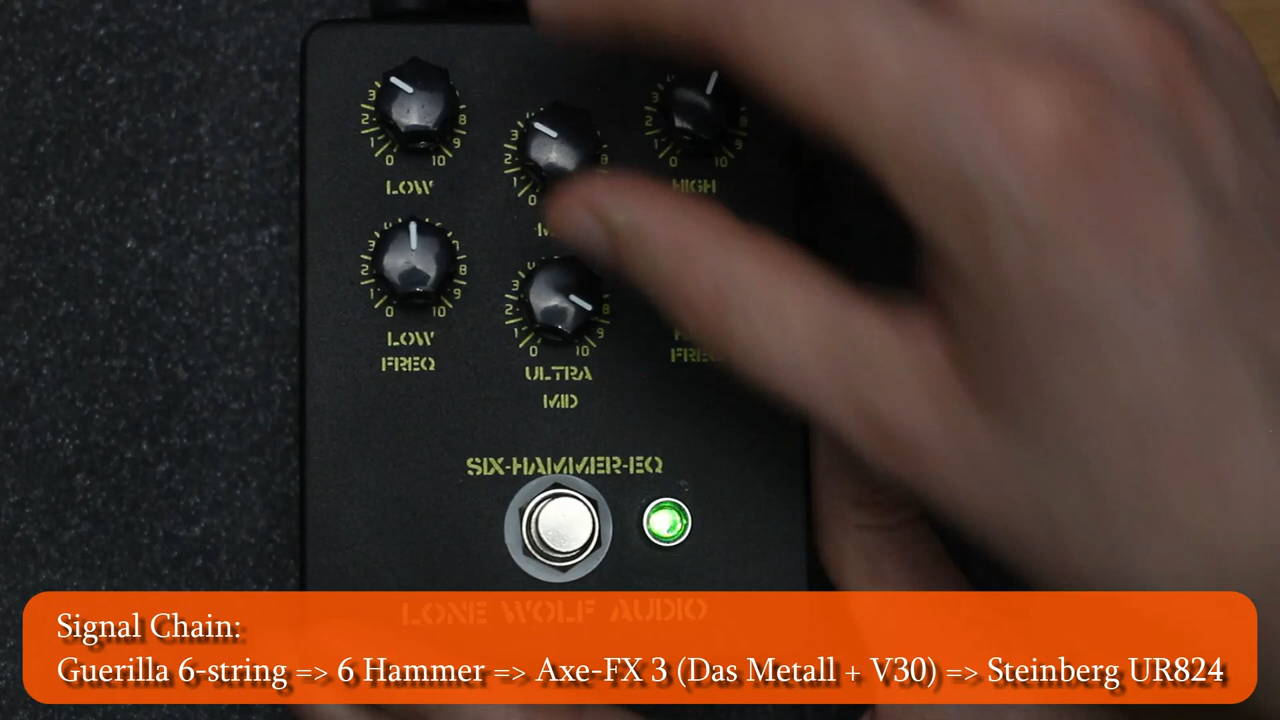 LOW
HIGH
LOW
FREQ
ULTRA
MID
SIX-HAMMER-EQ
LONE WOLF AUDIO
Signal Chain:
Guerilla 6-string => 6 Hammer => Axe-FX 3 (Das Metall + V30) => Steinberg UR824